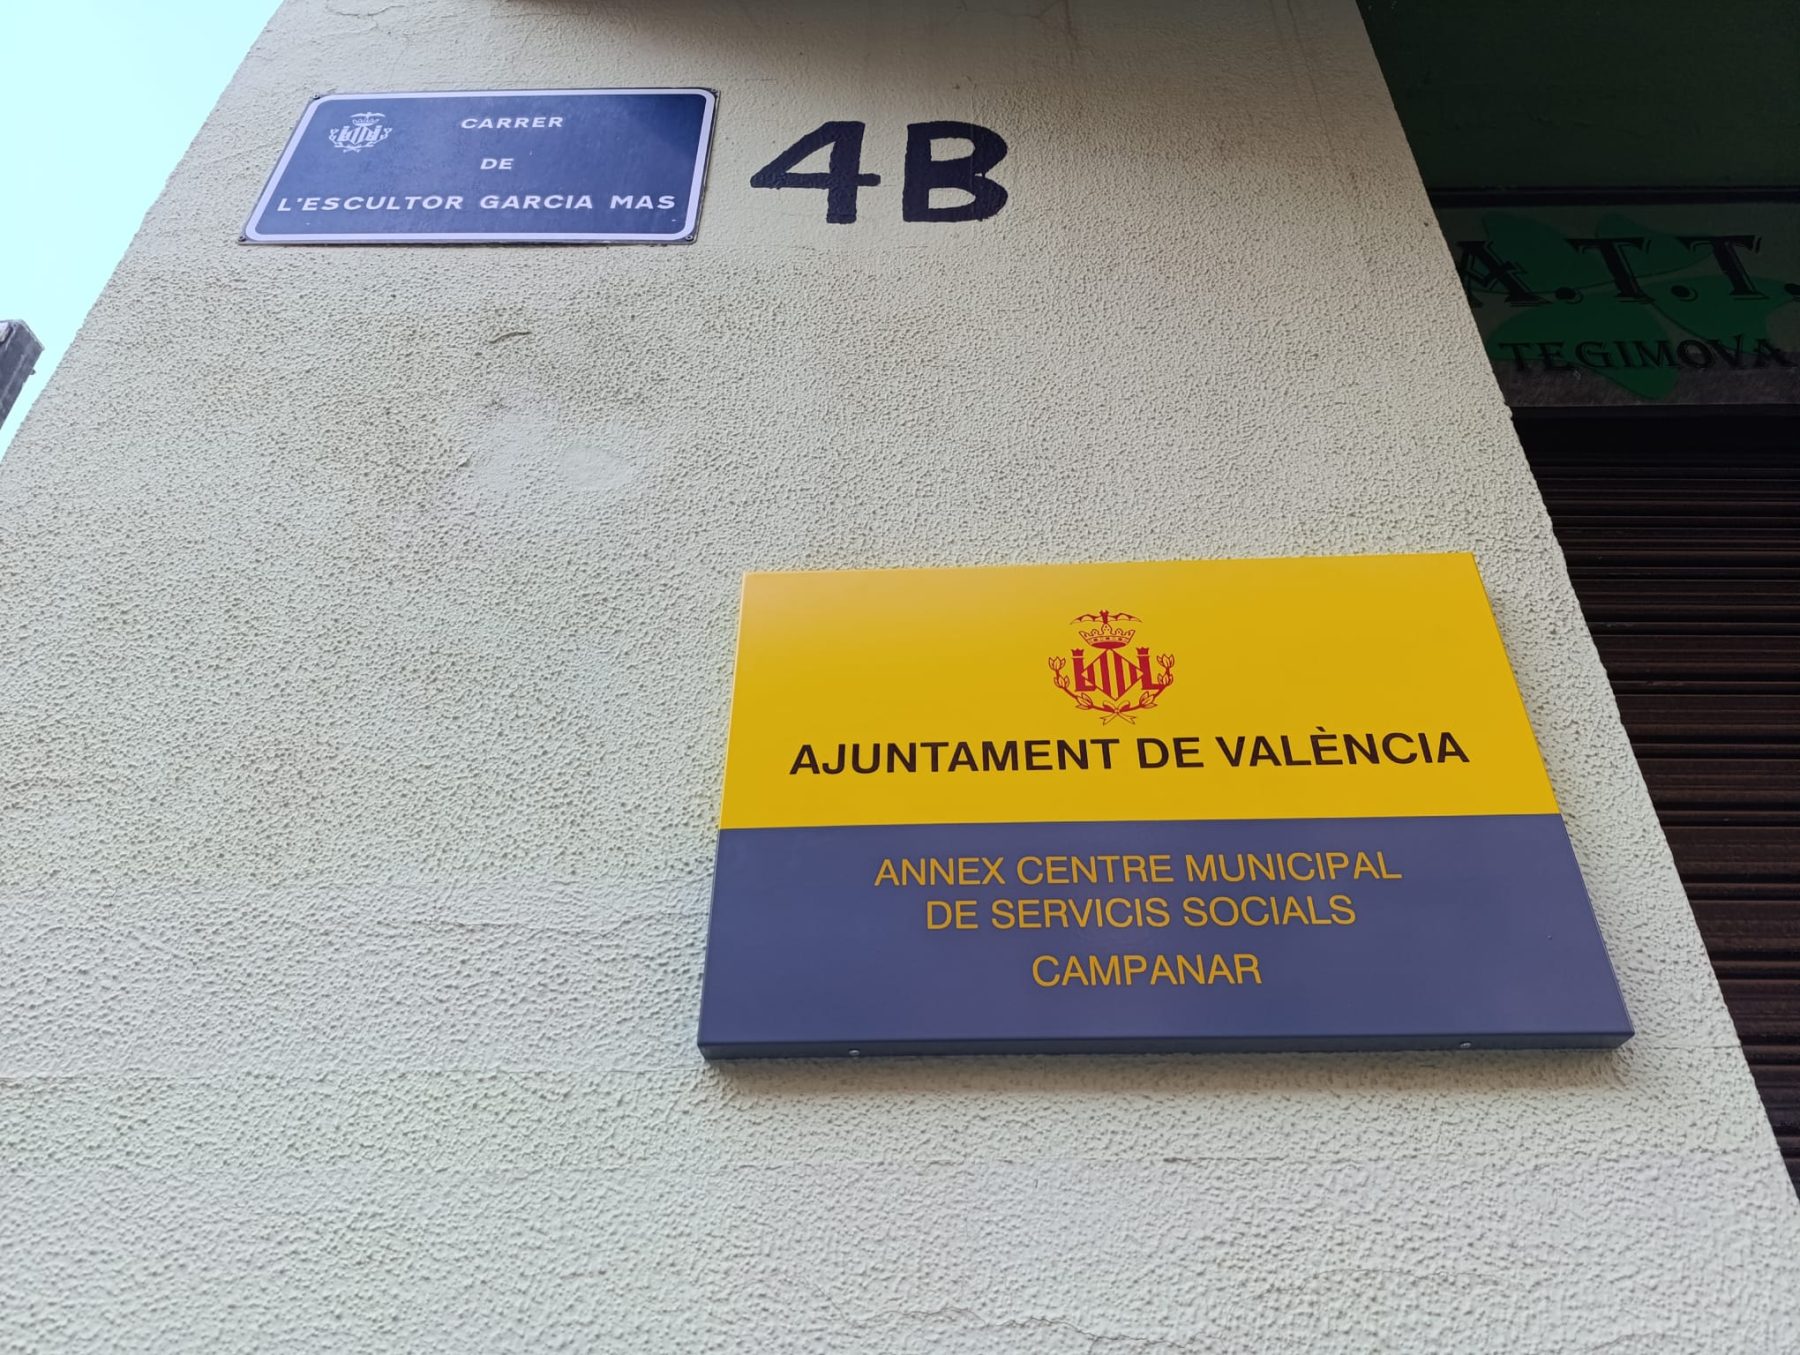 CARRER
DE
L'ESCULTOR GARCIA MAS
4B
A.T.T.
TEGIMOVA
AJUNTAMENT DE VALÈNCIA
ANNEX CENTRE MUNICIPAL
DE SERVICIS SOCIALS
CAMPANAR